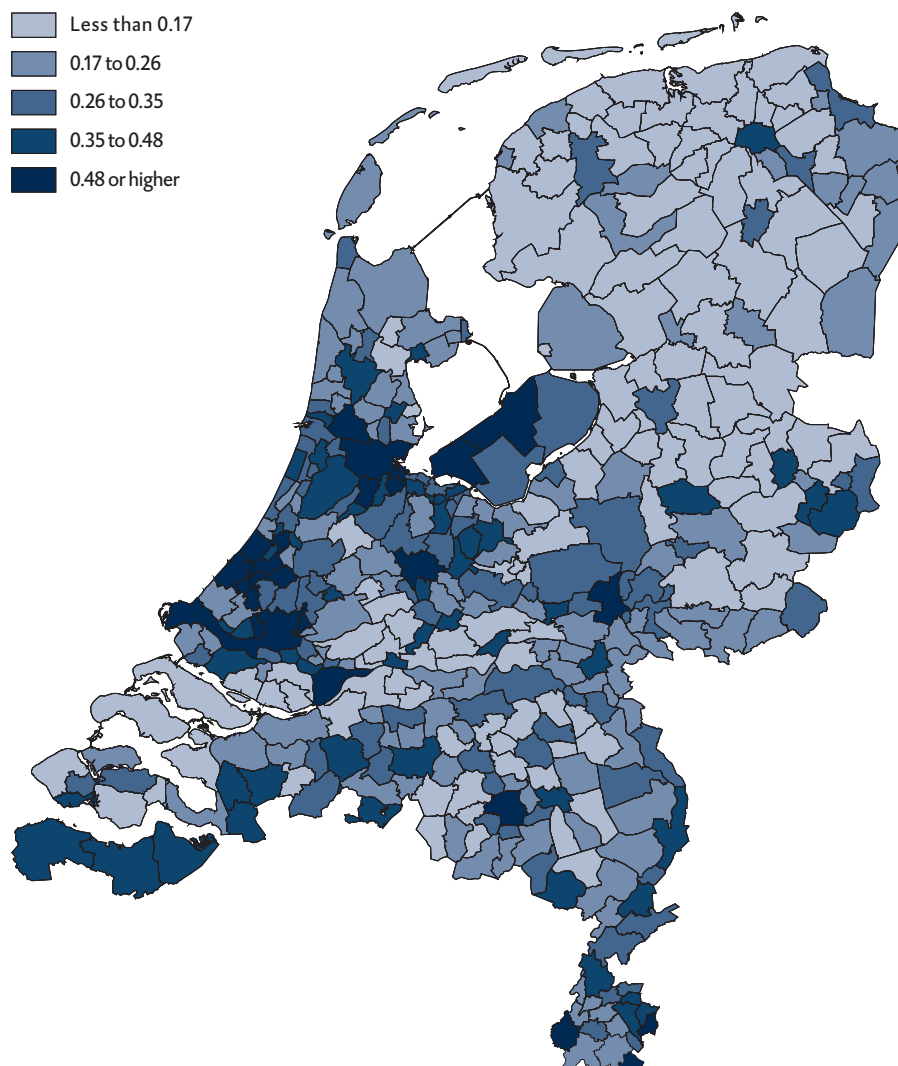 Less than 0.17
0.17 to 0.26
0.26 to 0.35
0.35 to 0.48
0.48 or higher